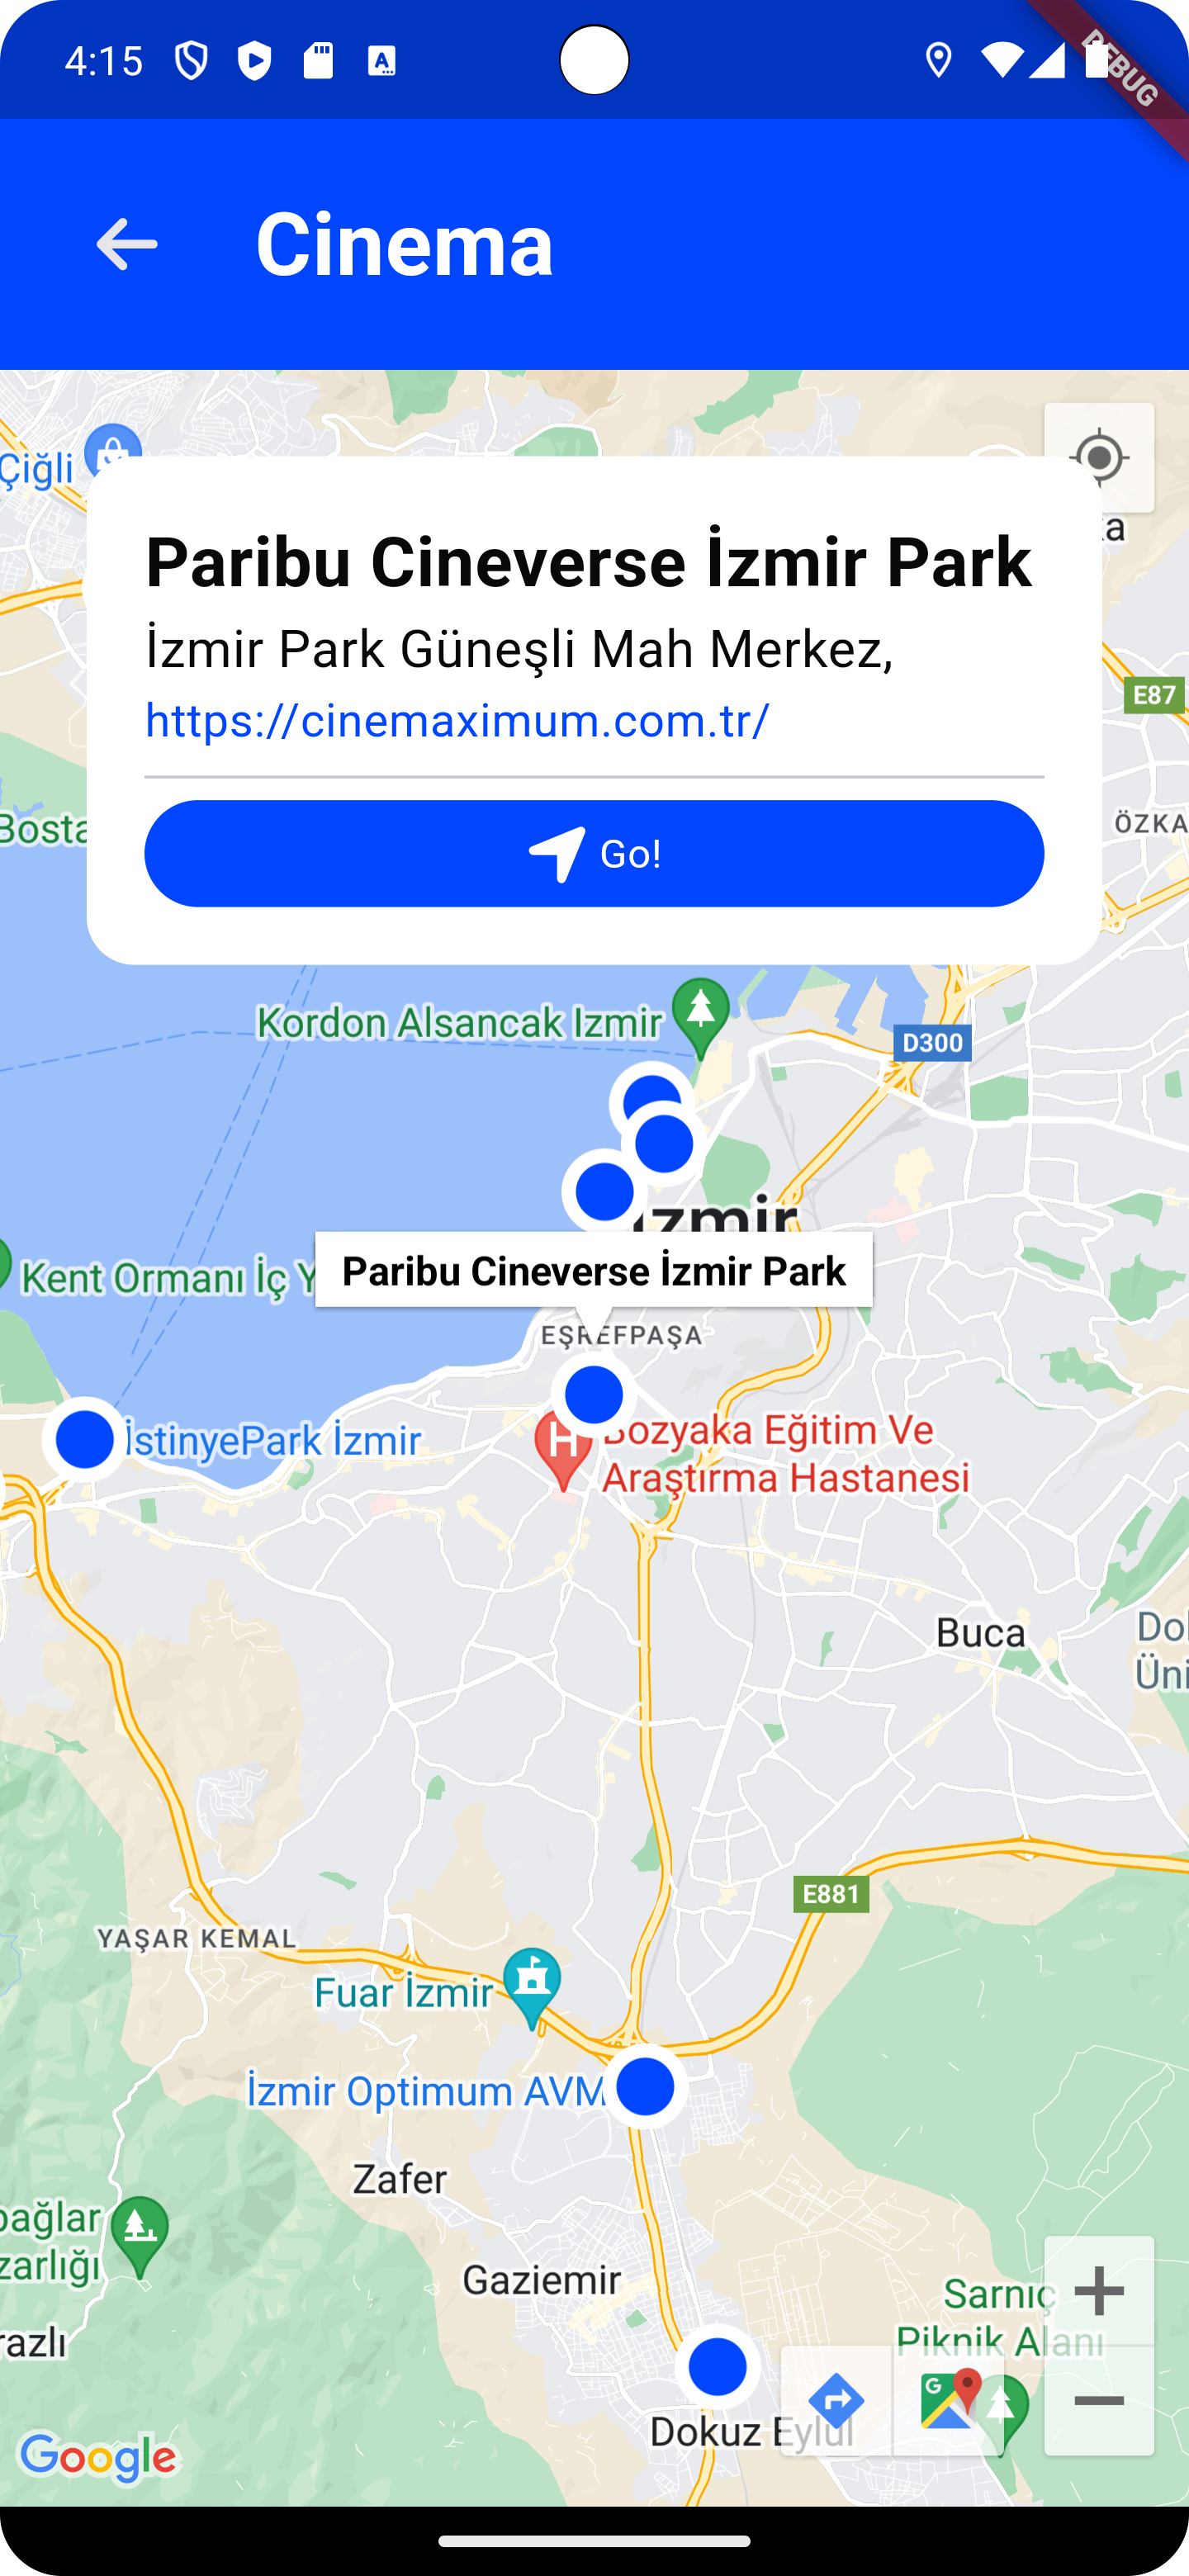 4:15
DEBUG
Cinema
Çiğli
Paribu Cineverse İzmir Park
İzmir Park Güneşli Mah Merkez,
https://cinemaximum.com.tr/
E87
ÖZKA
Bosta
Go!
Kordon Alsancak Izmir
D300
İzmir
Kent Ormanı İç Y
Paribu Cineverse İzmir Park
EŞREFPAŞA
İstinyePark İzmir
Bozyaka Eğitim Ve
Araştırma Hastanesi
Buca
Dok
Üni
E881
YAŞAR KEMAL
Fuar İzmir
İzmir Optimum AVM
Zafer
bağlar
zarlığı
Gaziemir
Sarnıç
Piknik Alanı
razlı
Dokuz Eylül
Google